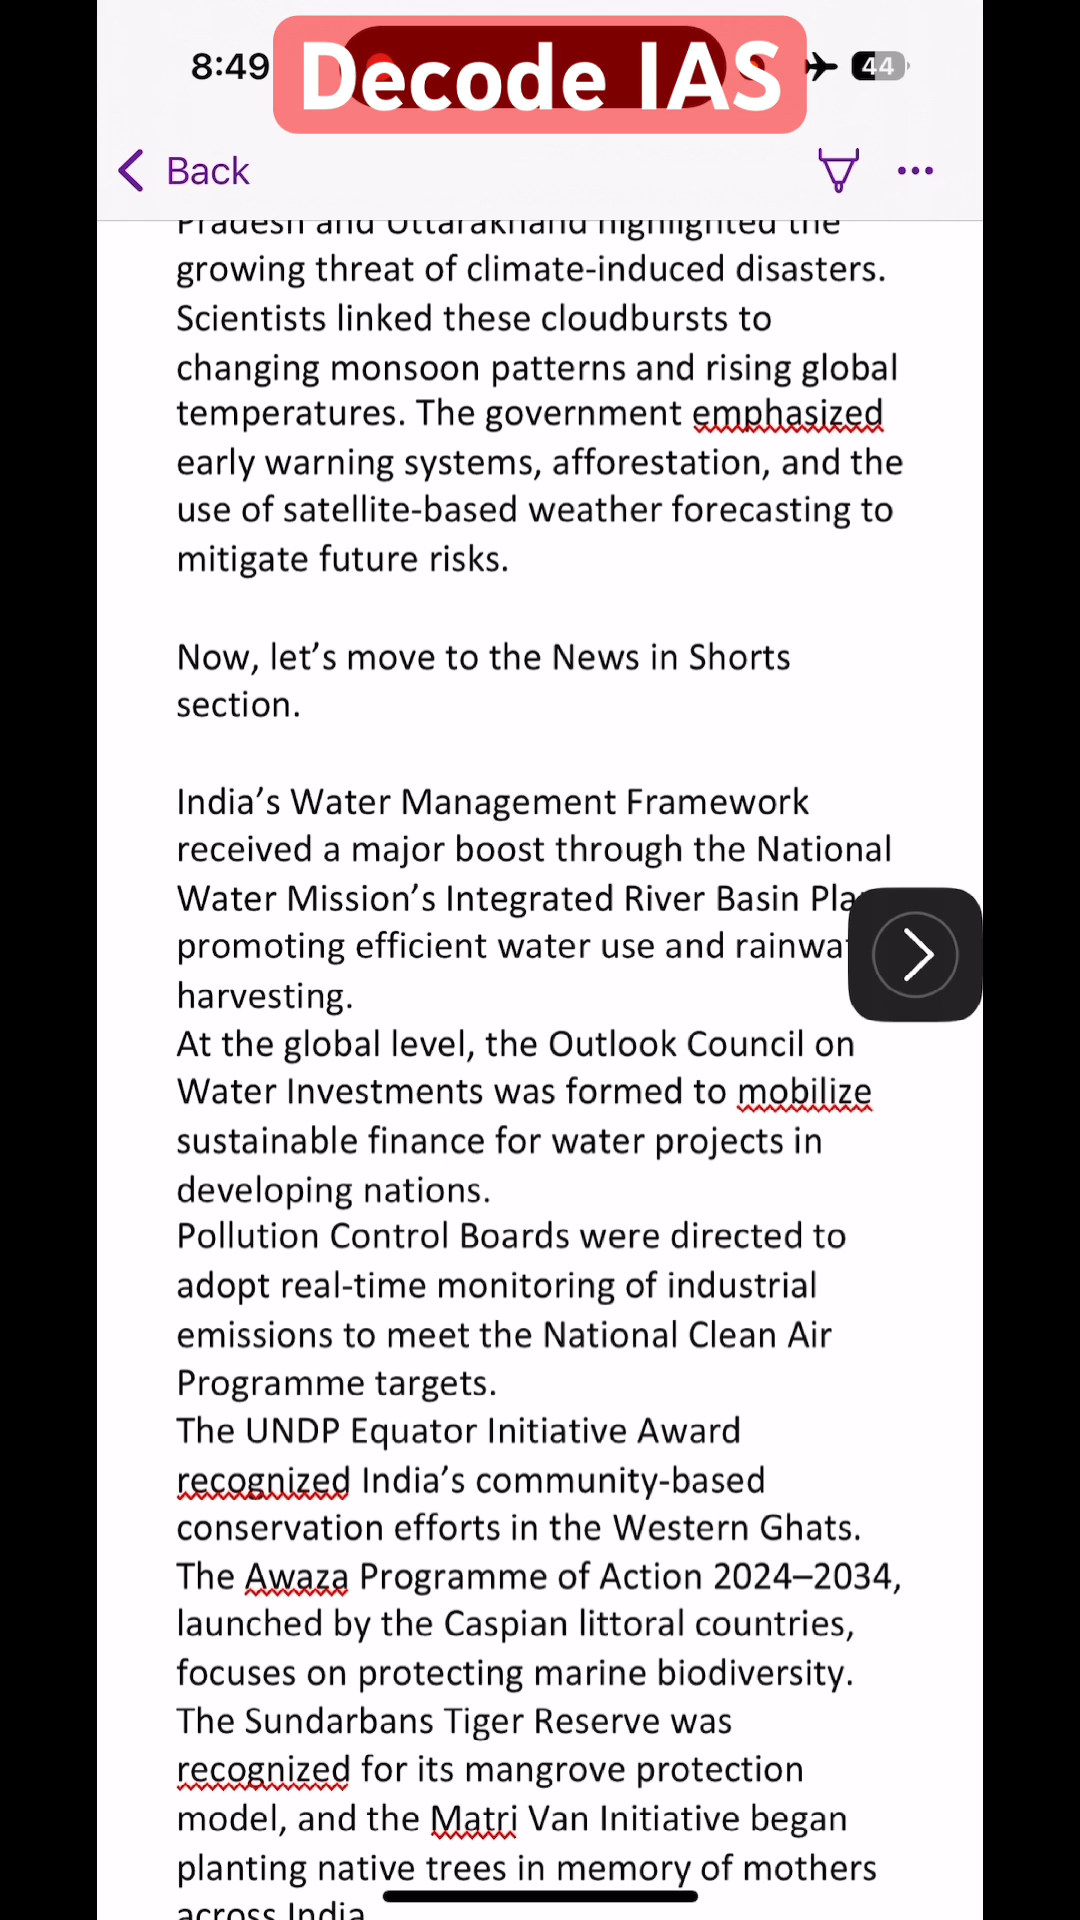 8:49
Decode IAS
44
Back
Pradesh and Uttarakhand highlighted the
growing threat of climate-induced disasters.
Scientists linked these cloudbursts to
changing monsoon patterns and rising global
temperatures. The government emphasized
early warning systems, afforestation, and the
use of satellite-based weather forecasting to
mitigate future risks.
Now, let’s move to the News in Shorts
section.
India’s Water Management Framework
received a major boost through the National
Water Mission’s Integrated River Basin
promoting efficient water use and
harvesting.
At the global level, the Outlook Council on
Water Investments was formed to mobilize
sustainable finance for water projects in
developing nations.
Pollution Control Boards were directed to
adopt real-time monitoring of industrial
emissions to meet the National Clean Air
Programme targets.
The UNDP Equator Initiative Award
recognized India’s community-based
conservation efforts in the Western Ghats.
The Awaza Programme of Action 2024–2034,
launched by the Caspian littoral countries,
focuses on protecting marine biodiversity.
The Sundarbans Tiger Reserve was
recognized for its mangrove protection
model, and the Matri Van Initiative began
planting native trees in memory of mothers
across India